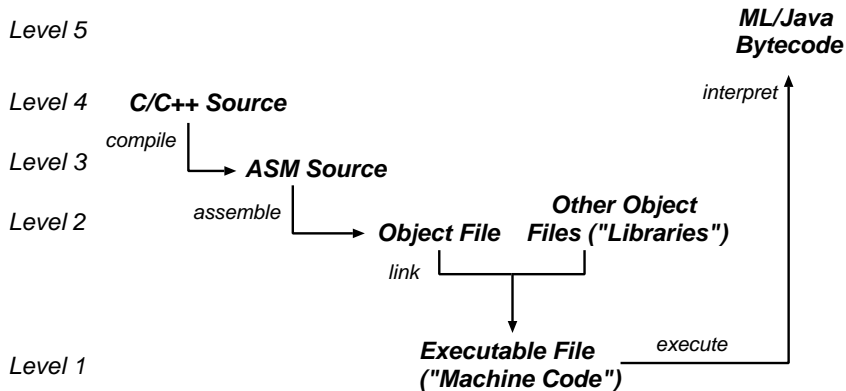 Level 5
ML/Java
Bytecode
interpret
Level 4
C/C++ Source
compile
Level 3
ASM Source
assemble
Level 2
Object File
Other Object
Files ("Libraries")
link
Level 1
Executable File
("Machine Code")
execute